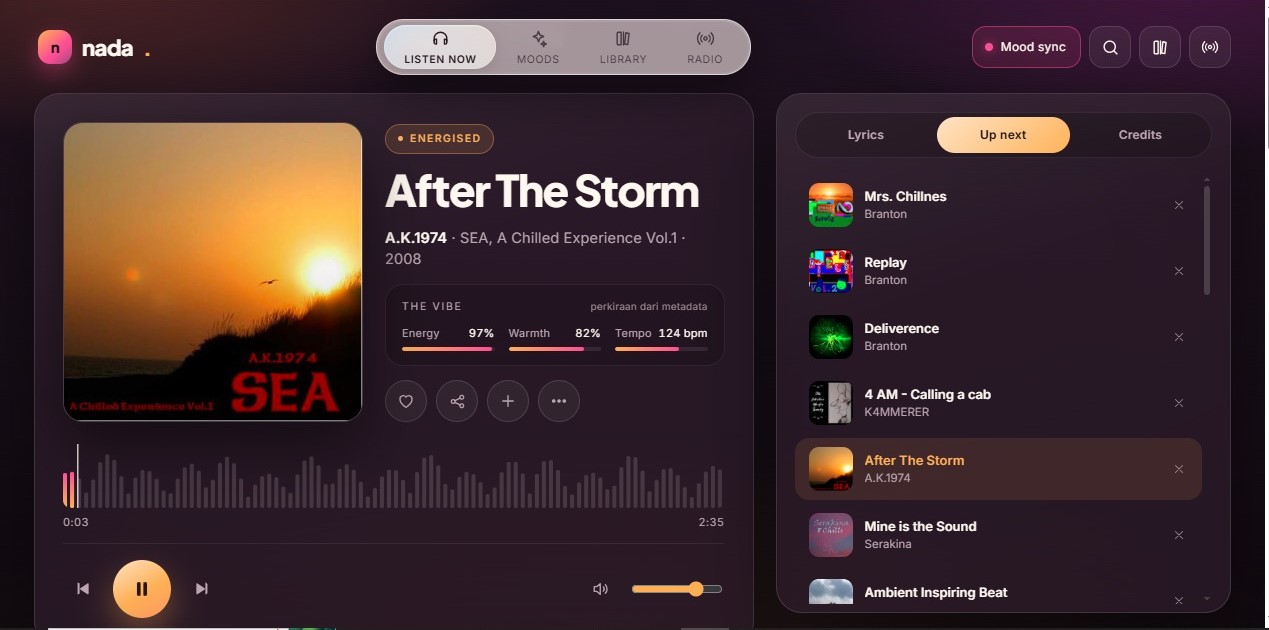 n nada .
LISTEN NOW
MOODS
LIBRARY
RADIO
Mood sync
A.K.1974
SEA
A Chilled Experience Vol.1
• ENERGISED
After The Storm
A.K.1974 · SEA, A Chilled Experience Vol.1 ·
2008
THE VIBE
perkiraan dari metadata
Energy 97%
Warmth 82%
Tempo 124 bpm
0:03
2:35
Lyrics
Up next
Credits
Mrs. Chillnes
Branton
Replay
Branton
Deliverence
Branton
4 AM - Calling a cab
K4MMERER
After The Storm
A.K.1974
Mine is the Sound
Serakina
Ambient Inspiring Beat